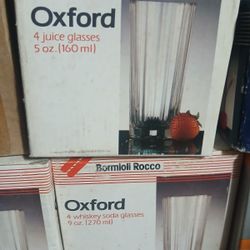 Oxford
4 juice glasses
5 oz. (160 ml)
Bormioli Rocco
Oxford
4 whiskey soda glasses
9 oz. (270 ml)